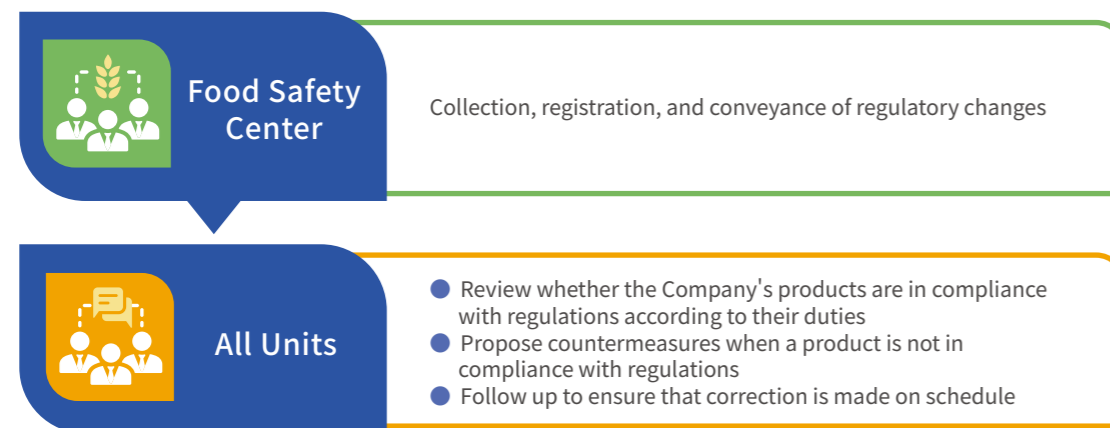 Food Safety
Center
Collection, registration, and conveyance of regulatory changes
All Units
● Review whether the Company's products are in compliance
with regulations according to their duties
● Propose countermeasures when a product is not in
compliance with regulations
● Follow up to ensure that correction is made on schedule